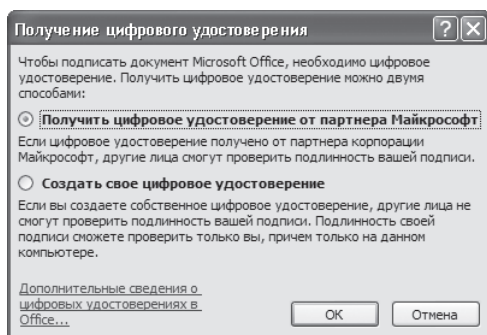 Получение цифрового удостоверения
Чтобы подписать документ Microsoft Office, необходимо цифровое
удостоверение. Получить цифровое удостоверение можно двумя
способами:
Получить цифровое удостоверение от партнера Майкрософт
Если цифровое удостоверение получено от партнера корпорации
Майкрософт, другие лица смогут проверить подлинность вашей подписи.
Создать свое цифровое удостоверение
Если вы создаете собственное цифровое удостоверение, другие лица не
смогут проверить подлинность вашей подписи. Подлинность своей
подписи сможете проверить только вы, причем только на данном
компьютере.
Дополнительные сведения о
цифровых удостоверениях в
Office...
ОК
Отмена